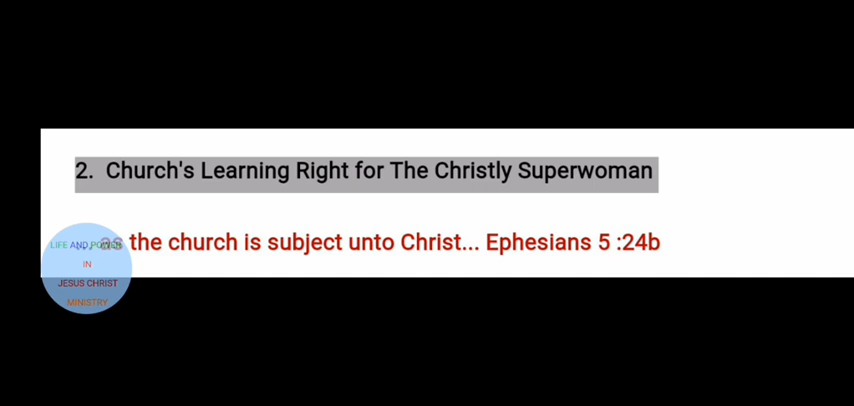 2. Church's Learning Right for The Christly Superwoman
as the church is subject unto Christ... Ephesians 5 :24b
LIFE AND POWER
IN
JESUS CHRIST
MINISTRY